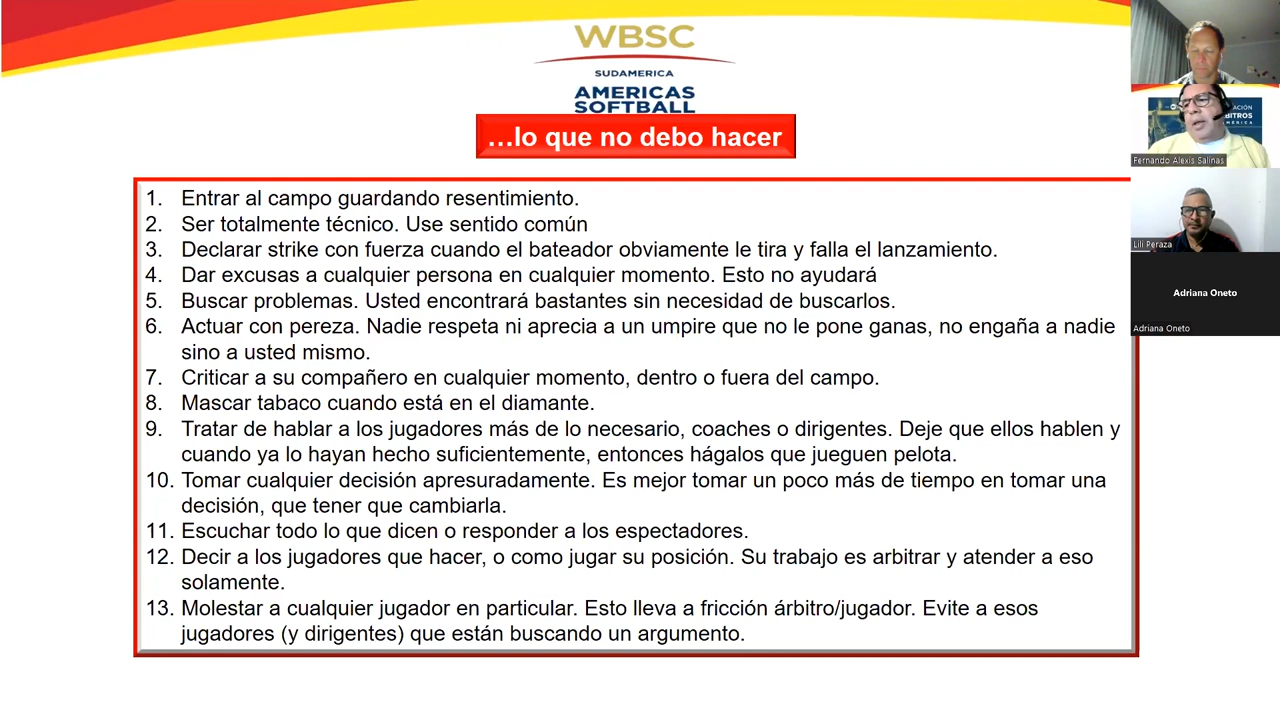 WBSC
SUDAMERICA
AMERICAS
SOFTBALL
...lo que no debo hacer
1. Entrar al campo guardando resentimiento.
2. Ser totalmente técnico. Use sentido común
3. Declarar strike con fuerza cuando el bateador obviamente le tira y falla el lanzamiento.
4. Dar excusas a cualquier persona en cualquier momento. Esto no ayudará
5. Buscar problemas. Usted encontrará bastantes sin necesidad de buscarlos.
6. Actuar con pereza. Nadie respeta ni aprecia a un umpire que no le pone ganas, no engaña a nadie
sino a usted mismo.
7. Criticar a su compañero en cualquier momento, dentro o fuera del campo.
8. Mascar tabaco cuando está en el diamante.
9. Tratar de hablar a los jugadores más de lo necesario, coaches o dirigentes. Deje que ellos hablen y
cuando ya lo hayan hecho suficientemente, entonces hágalos que jueguen pelota.
10. Tomar cualquier decisión apresuradamente. Es mejor tomar un poco más de tiempo en tomar una
decisión, que tener que cambiarla.
11. Escuchar todo lo que dicen o responder a los espectadores.
12. Decir a los jugadores que hacer, o como jugar su posición. Su trabajo es arbitrar y atender a eso
solamente.
13. Molestar a cualquier jugador en particular. Esto lleva a fricción árbitro/jugador. Evite a esos
jugadores (y dirigentes) que están buscando un argumento.
Fernando Alexis Salinas
Lili Peraza
Adriana Oneto
Adriana Oneto